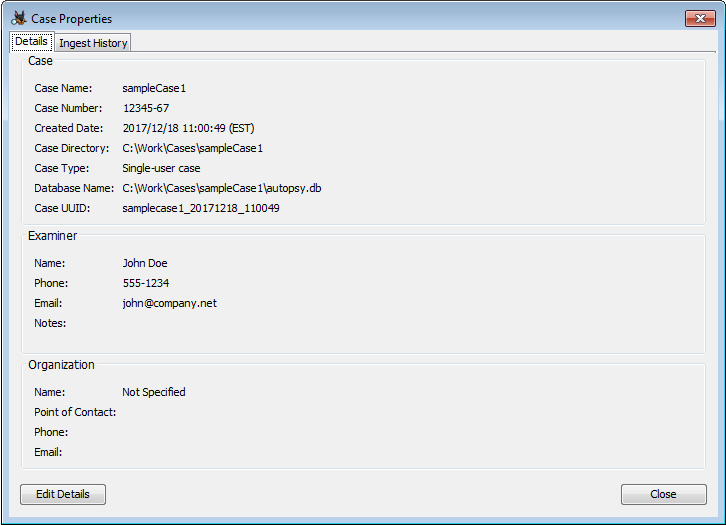 Case Properties
Details Ingest History
Case
Case Name: sampleCase1
Case Number: 12345-67
Created Date: 2017/12/18 11:00:49 (EST)
Case Directory: C:\Work\Cases\sampleCase1
Case Type: Single-user case
Database Name: C:\Work\Cases\sampleCase1\autopsy.db
Case UUID: samplecase1_20171218_110049
Examiner
Name: John Doe
Phone: 555-1234
Email: john@company.net
Notes:
Organization
Name: Not Specified
Point of Contact:
Phone:
Email:
Edit Details Close